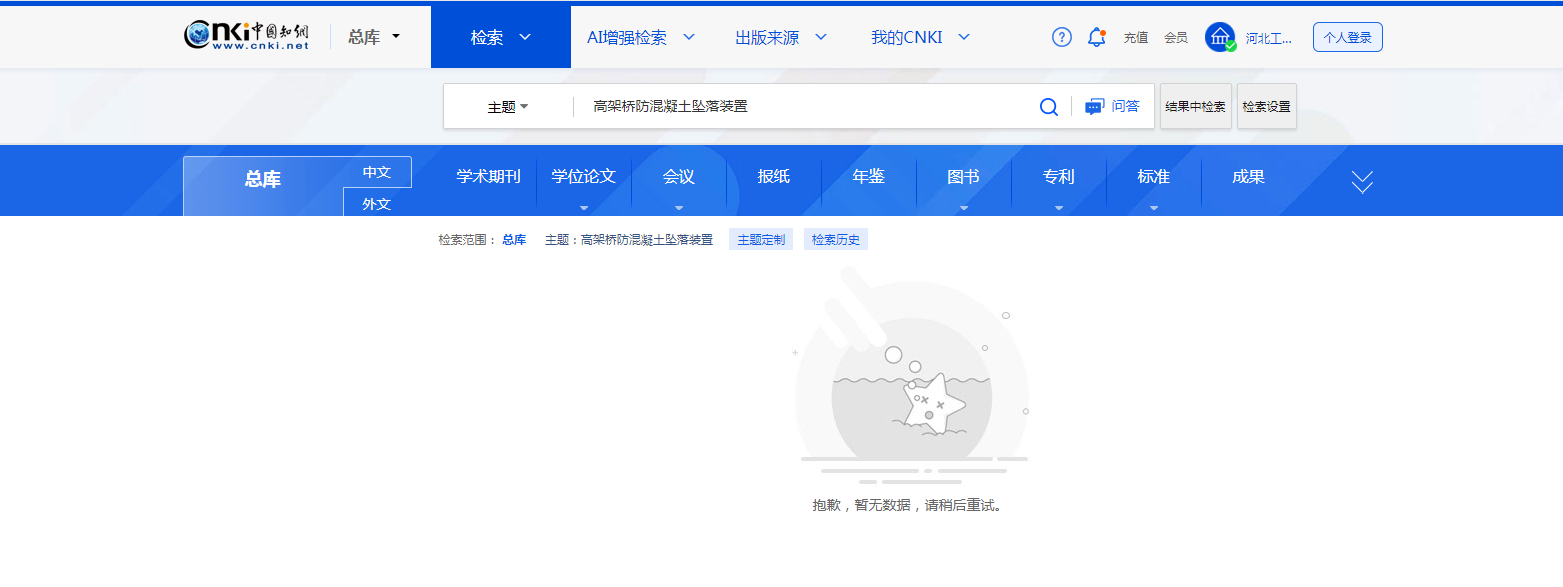 cnki中国知网
www.cnki.net
总库
检索
AI增强检索
出版来源
我的CNKI
充值
会员
河北工...
个人登录
主题
高架桥防混凝土坠落装置
问答
结果中检索
检索设置
总库
中文
外文
学术期刊
学位论文
会议
报纸
年鉴
图书
专利
标准
成果
检索范围：总库 主题：高架桥防混凝土坠落装置 主题定制 检索历史
抱歉，暂无数据，请稍后重试。